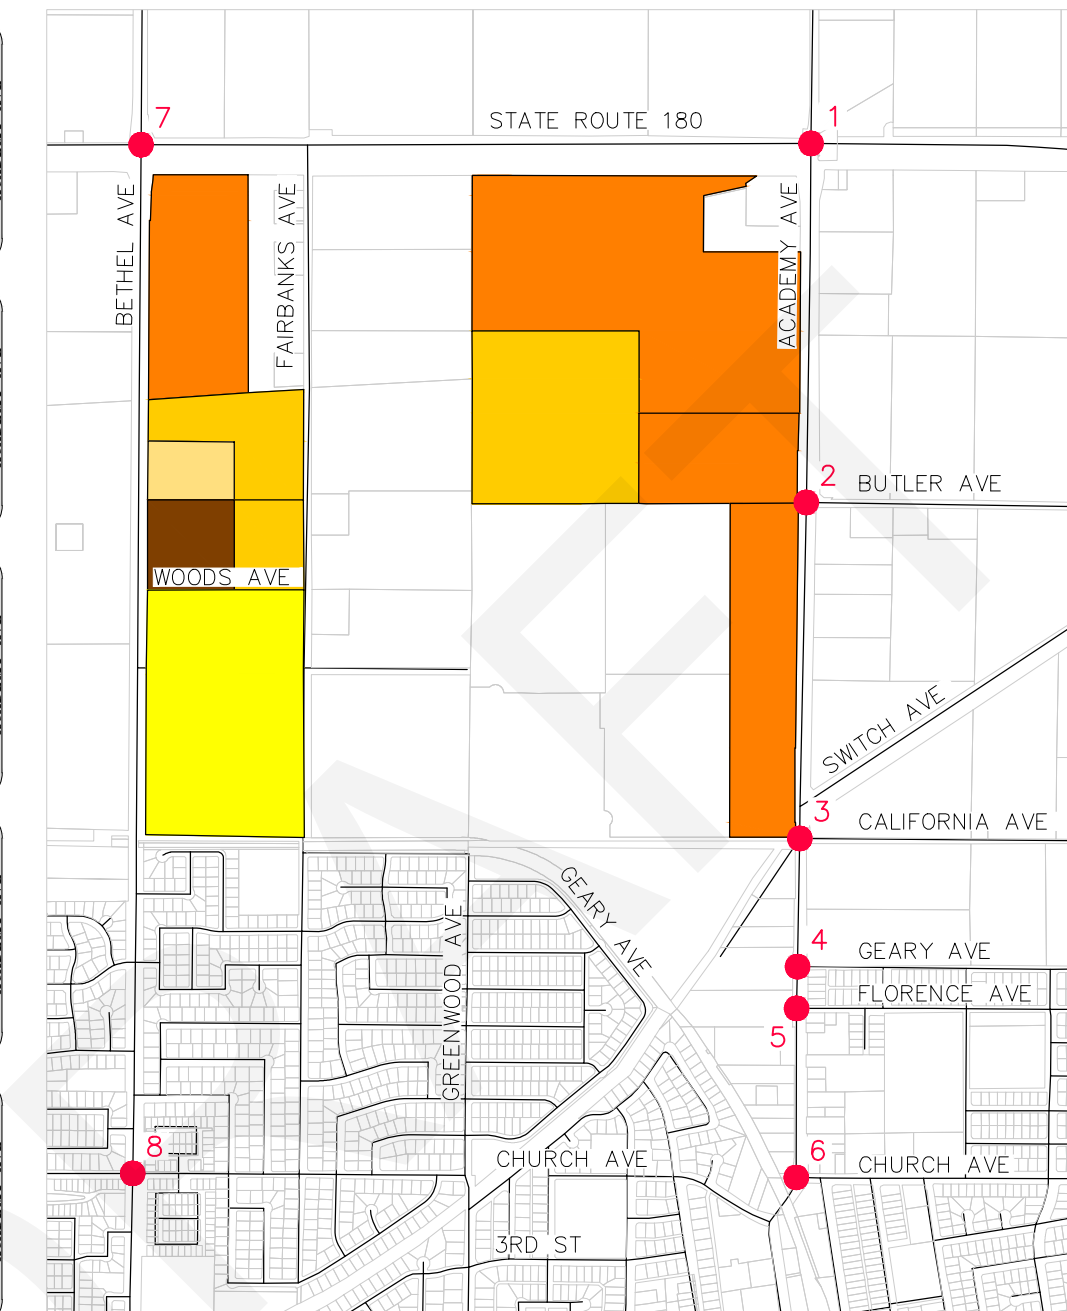 7
1
STATE ROUTE 180
BETHEL AVE
FAIRBANKS AVE
ACADEMY AVE
2
BUTLER AVE
WOODS AVE
SWITCH AVE
3
CALIFORNIA AVE
GEARY AVE
GREENWOOD AVE
4
GEARY AVE
FLORENCE AVE
5
8
CHURCH AVE
6
CHURCH AVE
3RD ST